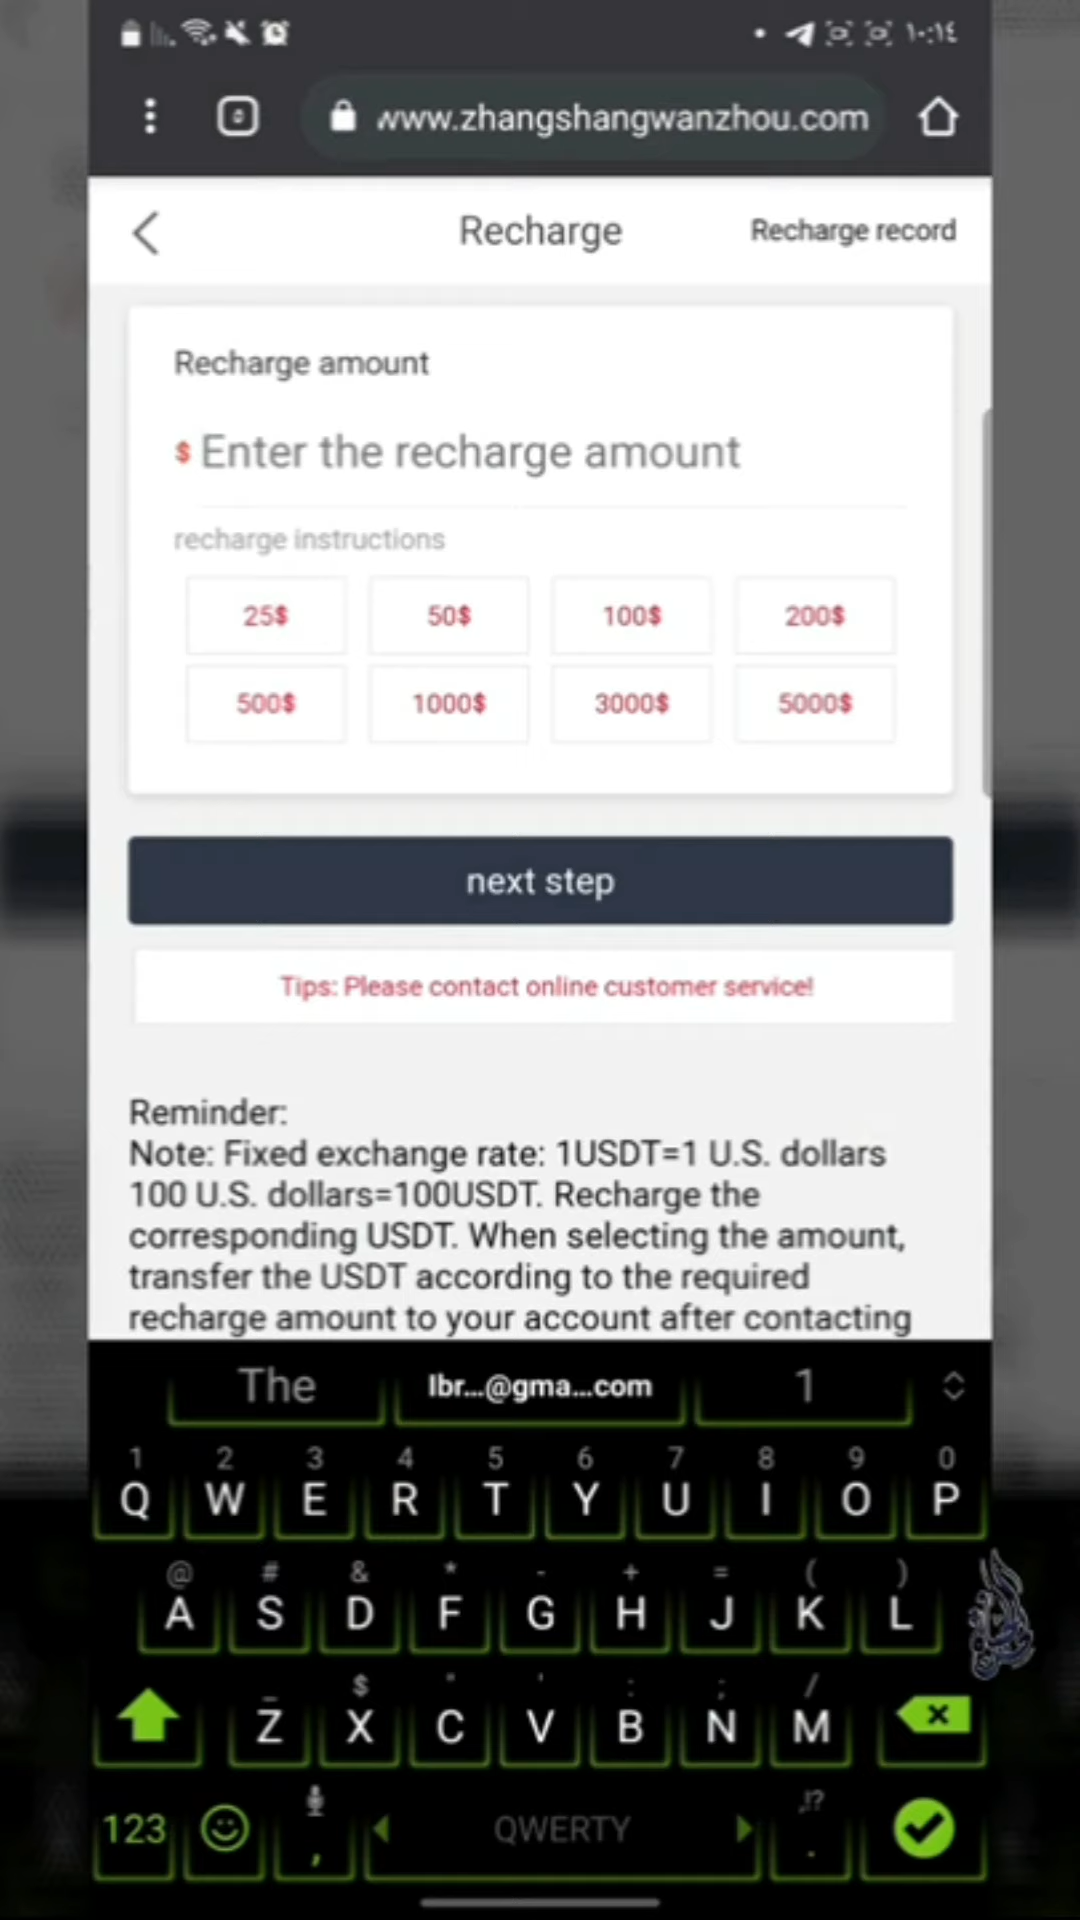 ١٠:١٤
www.zhangshangwanzhou.com
Recharge
Recharge record
Recharge amount
$ Enter the recharge amount
recharge instructions
25$ 50$ 100$ 200$
500$ 1000$ 3000$ 5000$
next step
Tips: Please contact online customer service!
Reminder:
Note: Fixed exchange rate: 1USDT=1 U.S. dollars
100 U.S. dollars=100USDT. Recharge the
corresponding USDT. When selecting the amount,
transfer the USDT according to the required
recharge amount to your account after contacting
The Ibr...@gma...com 1
1 2 3 4 5 6 7 8 9 0
Q W E R T Y U I O P
@ # & * - + = ( )
A S D F G H J K L
_ $ " ' : ; /
Z X C V B N M
123 , QWERTY ,!? .